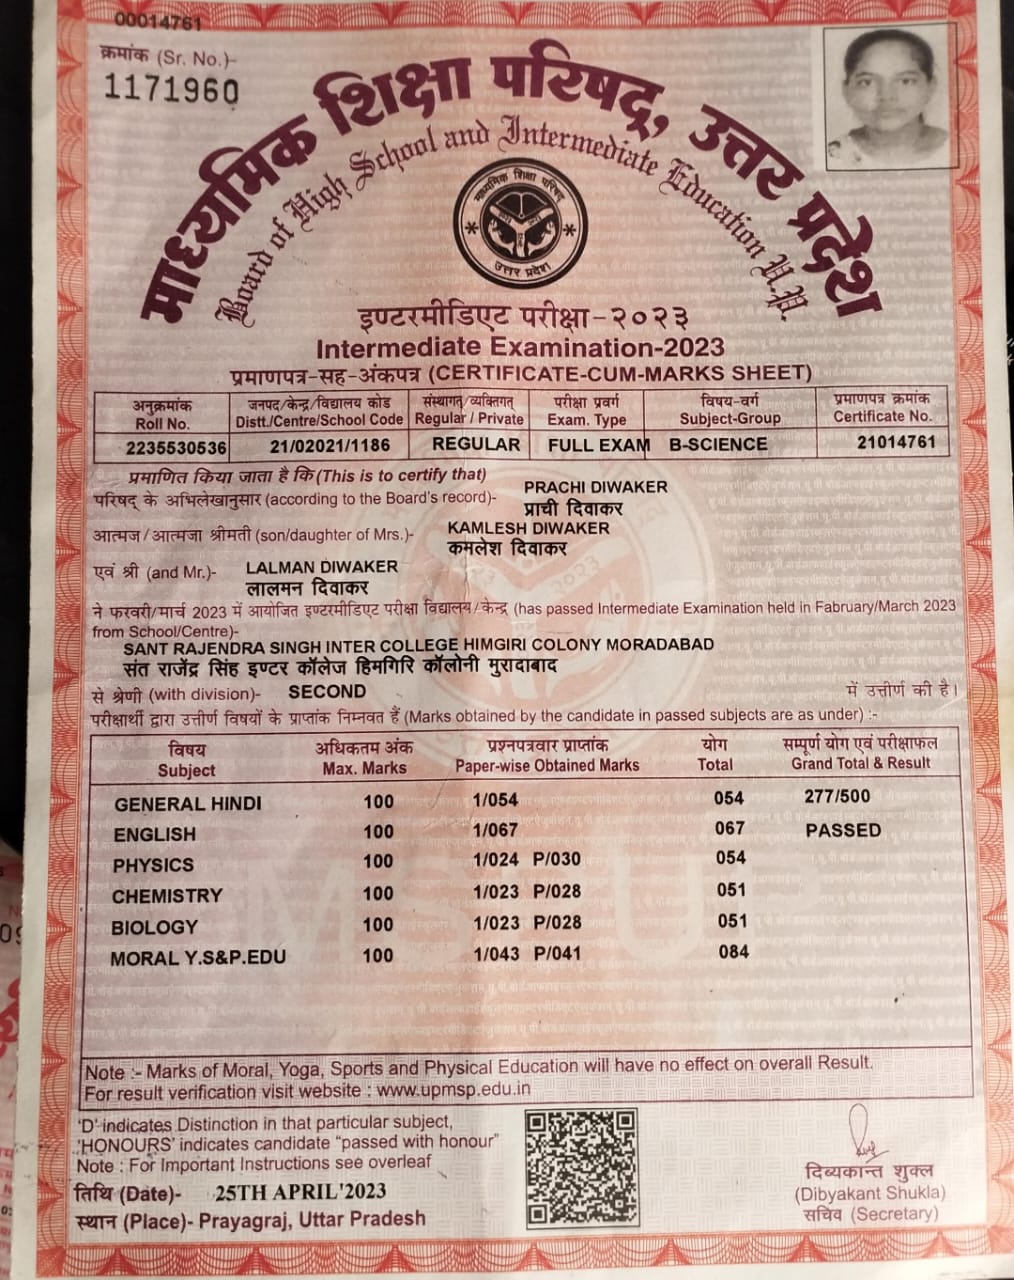 00014761
क्रमांक (Sr. No.)-
1171960
माध्यमिक शिक्षा परिषद्, उत्तर प्रदेश
Board of High School and Intermediate Education U.P.
माध्यमिक शिक्षा परिषद
उत्तर प्रदेश
इण्टरमीडिएट परीक्षा-२०२३
Intermediate Examination-2023
प्रमाणपत्र-सह-अंकपत्र (CERTIFICATE-CUM-MARKS SHEET)
अनुक्रमांक जनपद/केन्द्र/विद्यालय कोड संस्थागत/व्यक्तिगत् परीक्षा प्रवर्ग विषय-वर्ग प्रमाणपत्र क्रमांक
Roll No. Distt./Centre/School Code Regular / Private Exam. Type Subject-Group Certificate No.
2235530536 21/02021/1186 REGULAR FULL EXAM B-SCIENCE 21014761
प्रमाणित किया जाता है कि (This is to certify that)
परिषद् के अभिलेखानुसार (according to the Board's record)- PRACHI DIWAKER
प्राची दिवाकर
आत्मज/आत्मजा श्रीमती (son/daughter of Mrs.)- KAMLESH DIWAKER
कमलेश दिवाकर
एवं श्री (and Mr.)- LALMAN DIWAKER
लालमन दिवाकर
ने फरवरी/मार्च 2023 में आयोजित इण्टरमीडिएट परीक्षा विद्यालय/केन्द्र (has passed Intermediate Examination held in Fabruary/March 2023
from School/Centre)-
SANT RAJENDRA SINGH INTER COLLEGE HIMGIRI COLONY MORADABAD
संत राजेंद्र सिंह इण्टर कॉलेज हिमगिरि कॉलोनी मुरादाबाद
से श्रेणी (with division)- SECOND में उत्तीर्ण की है।
परीक्षार्थी द्वारा उत्तीर्ण विषयों के प्राप्तांक निम्नवत हैं (Marks obtained by the candidate in passed subjects are as under) :-
विषय अधिकतम अंक प्रश्नपत्रवार प्राप्तांक योग सम्पूर्ण योग एवं परीक्षाफल
Subject Max. Marks Paper-wise Obtained Marks Total Grand Total & Result
GENERAL HINDI 100 1/054 054 277/500
ENGLISH 100 1/067 067 PASSED
PHYSICS 100 1/024 P/030 054
CHEMISTRY 100 1/023 P/028 051
BIOLOGY 100 1/023 P/028 051
MORAL Y.S&P.EDU 100 1/043 P/041 084
Note :- Marks of Moral, Yoga, Sports and Physical Education will have no effect on overall Result.
For result verification visit website : www.upmsp.edu.in
'D' indicates Distinction in that particular subject,
'HONOURS' indicates candidate "passed with honour"
Note : For Important Instructions see overleaf
तिथि (Date)- 25TH APRIL'2023
स्थान (Place)- Prayagraj, Uttar Pradesh
दिब्यकान्त शुक्ल
(Dibyakant Shukla)
सचिव (Secretary)